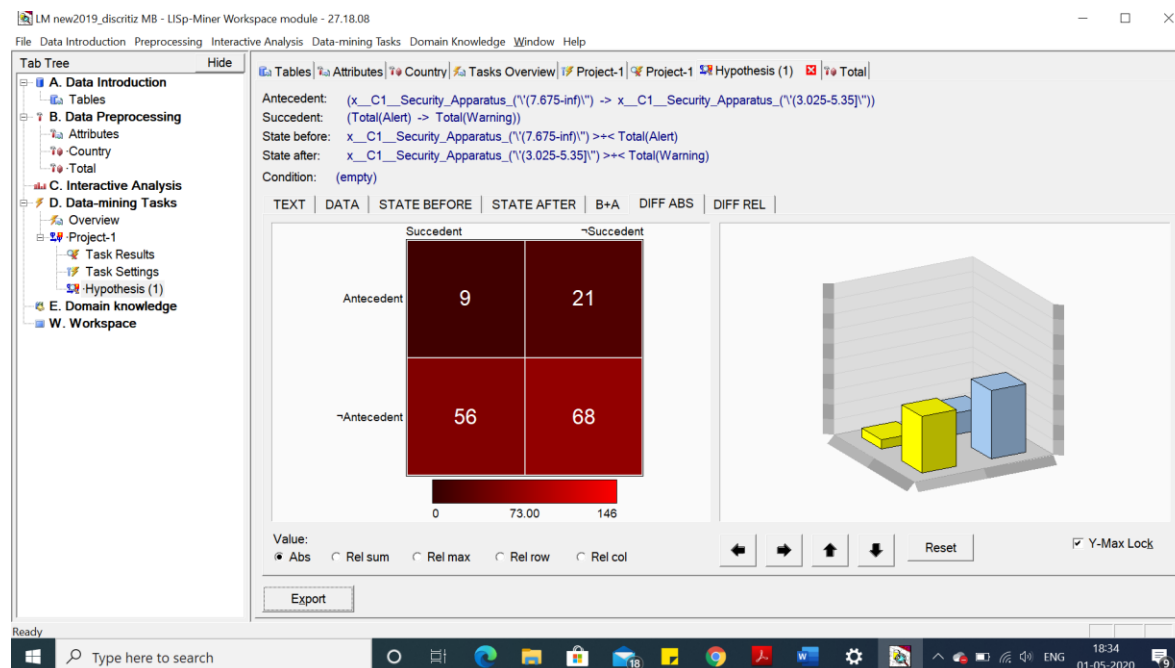 LM new2019_discritiz MB - LISp-Miner Workspace module - 27.18.08
File Data Introduction Preprocessing Interactive Analysis Data-mining Tasks Domain Knowledge Window Help
Tab Tree Hide
A. Data Introduction
Tables
B. Data Preprocessing
Attributes
Country
Total
C. Interactive Analysis
D. Data-mining Tasks
Overview
Project-1
Task Results
Task Settings
Hypothesis (1)
E. Domain knowledge
W. Workspace
Tables Attributes Country Tasks Overview Project-1 Project-1 Hypothesis (1) Total
Antecedent: (x__C1__Security_Apparatus_("\'(7.675-inf)\'") -> x__C1__Security_Apparatus_("\'(3.025-5.35]\'"))
Succedent: (Total(Alert) -> Total(Warning))
State before: x__C1__Security_Apparatus_("\'(7.675-inf)\'") >÷< Total(Alert)
State after: x__C1__Security_Apparatus_("\'(3.025-5.35]\'") >÷< Total(Warning)
Condition: (empty)
TEXT DATA STATE BEFORE STATE AFTER B+A DIFF ABS DIFF REL
Succedent ¬Succedent
Antecedent 9 21
¬Antecedent 56 68
0 73.00 146
Value:
Abs Rel sum Rel max Rel row Rel col
Reset
Y-Max Lock
Export
Ready
Type here to search
18
ENG
18:34
01-05-2020